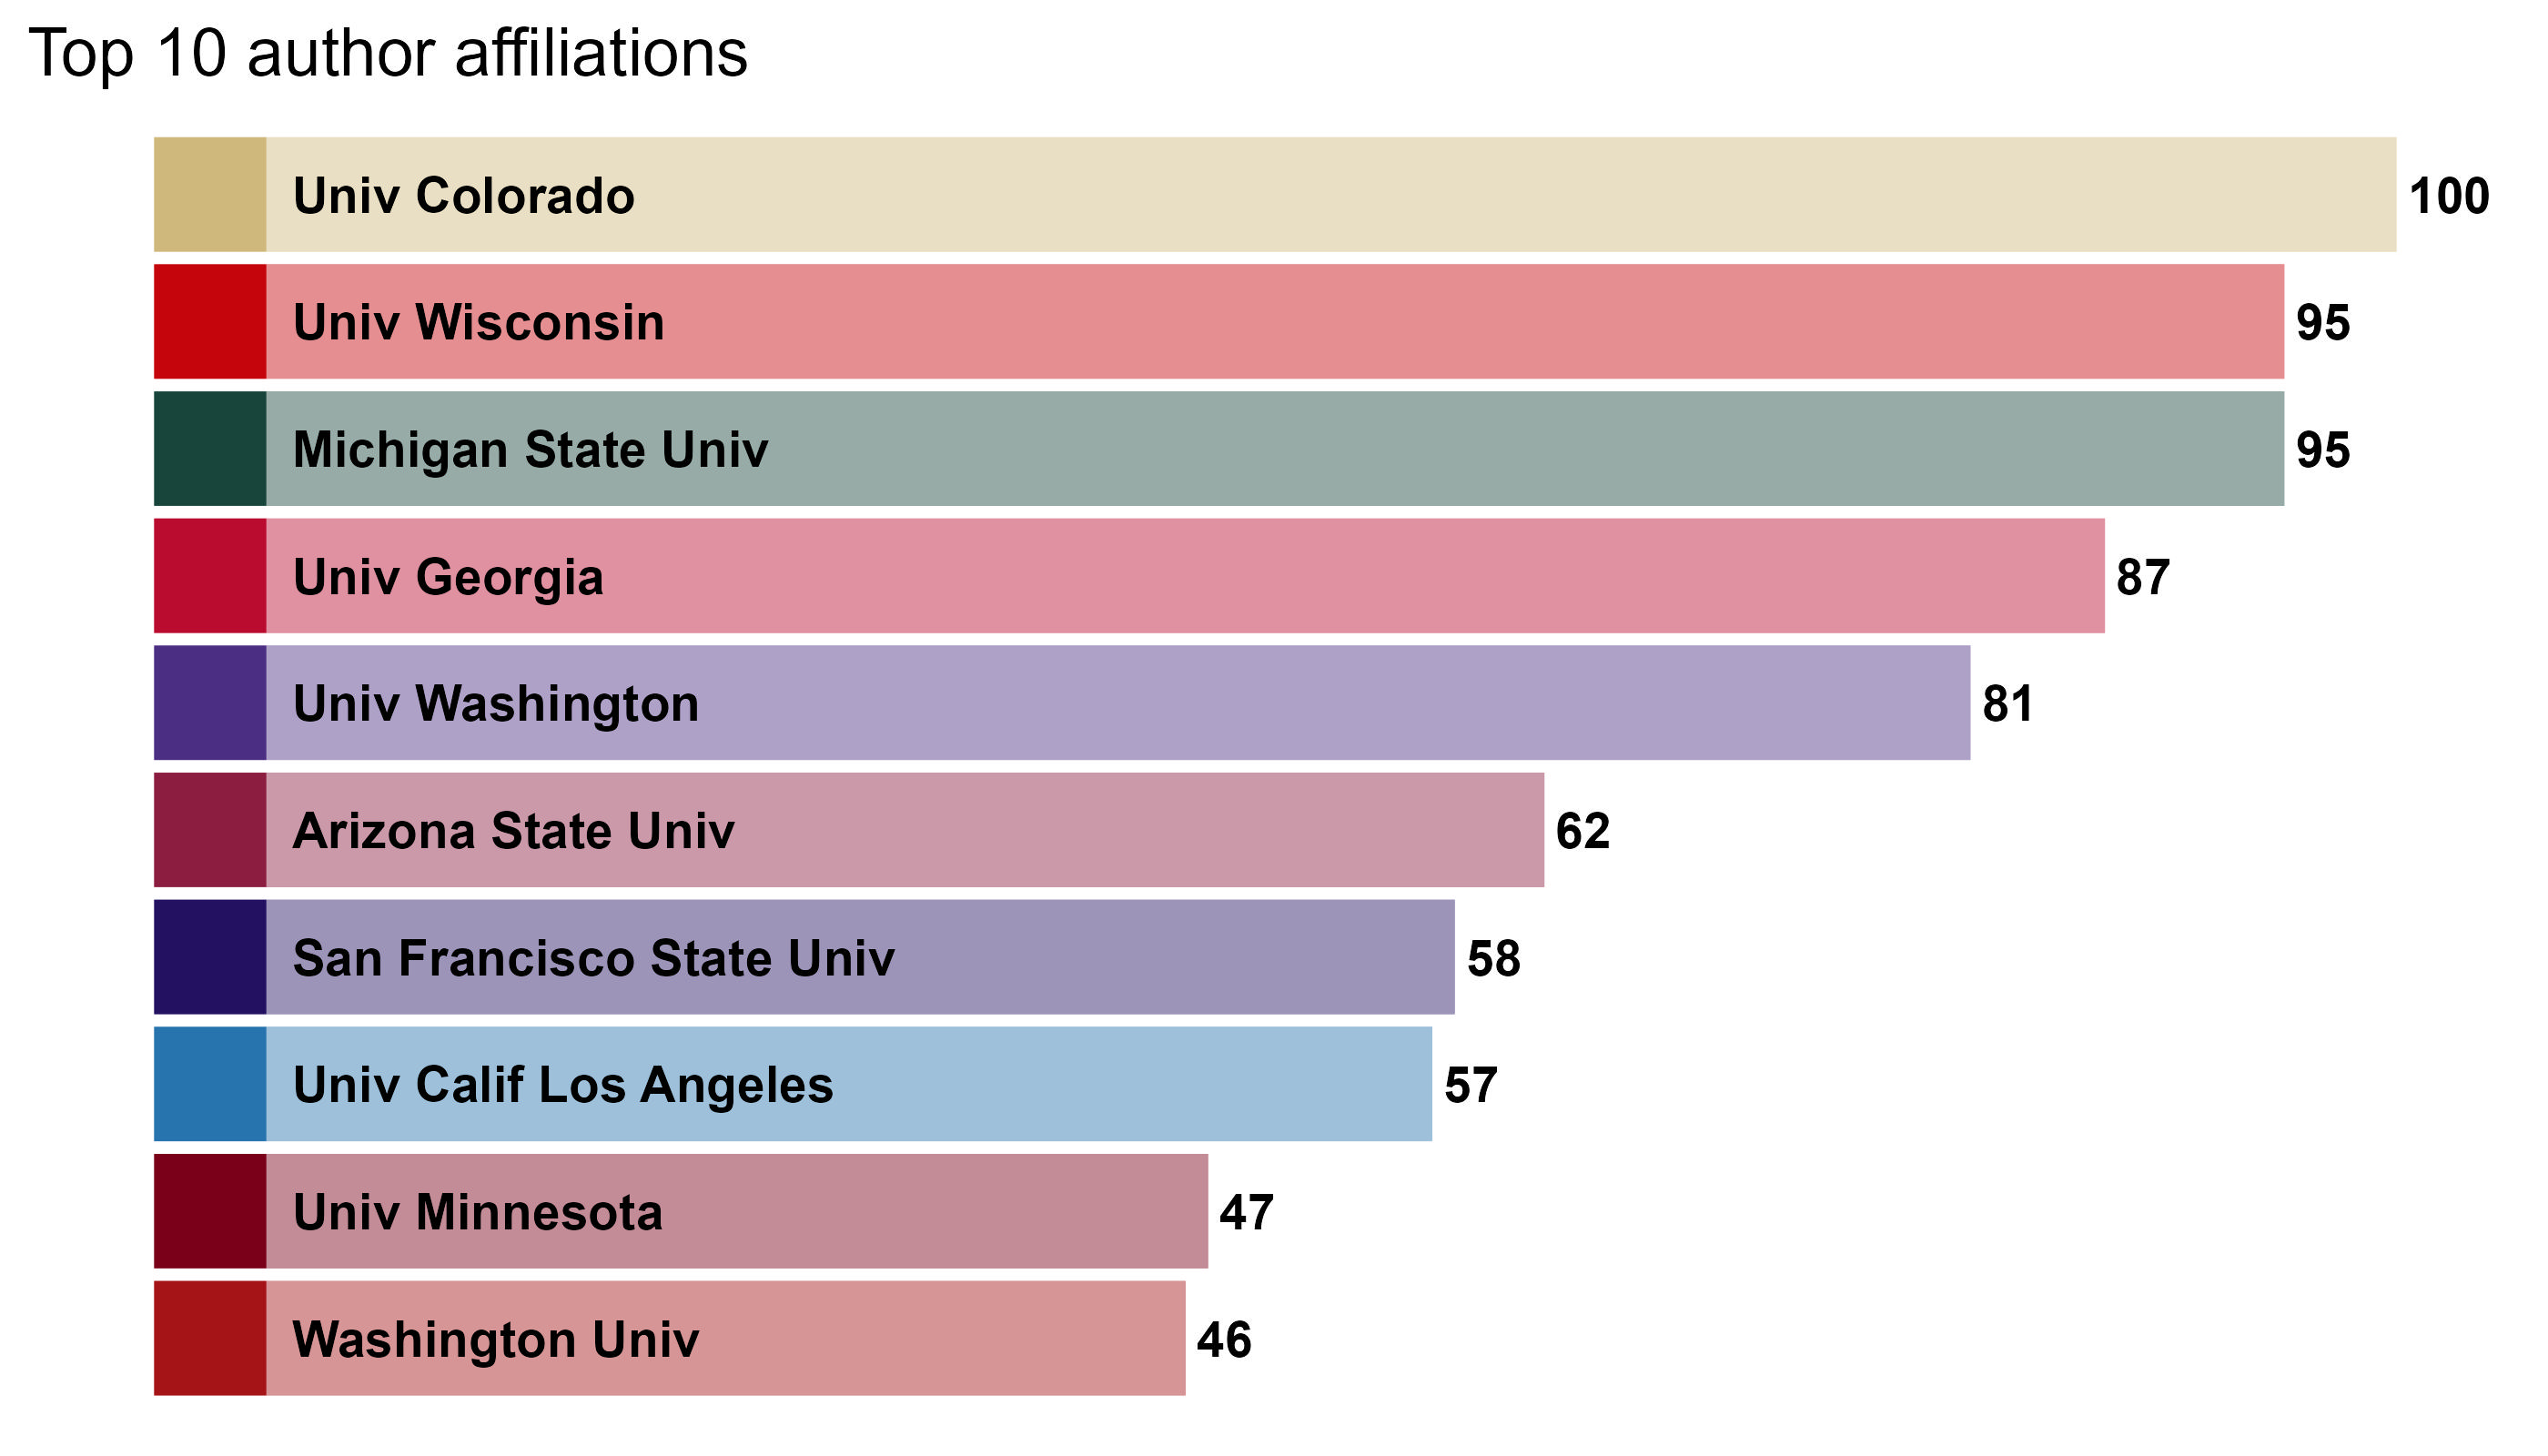 Top 10 author affiliations
Univ Colorado 100
Univ Wisconsin 95
Michigan State Univ 95
Univ Georgia 87
Univ Washington 81
Arizona State Univ 62
San Francisco State Univ 58
Univ Calif Los Angeles 57
Univ Minnesota 47
Washington Univ 46